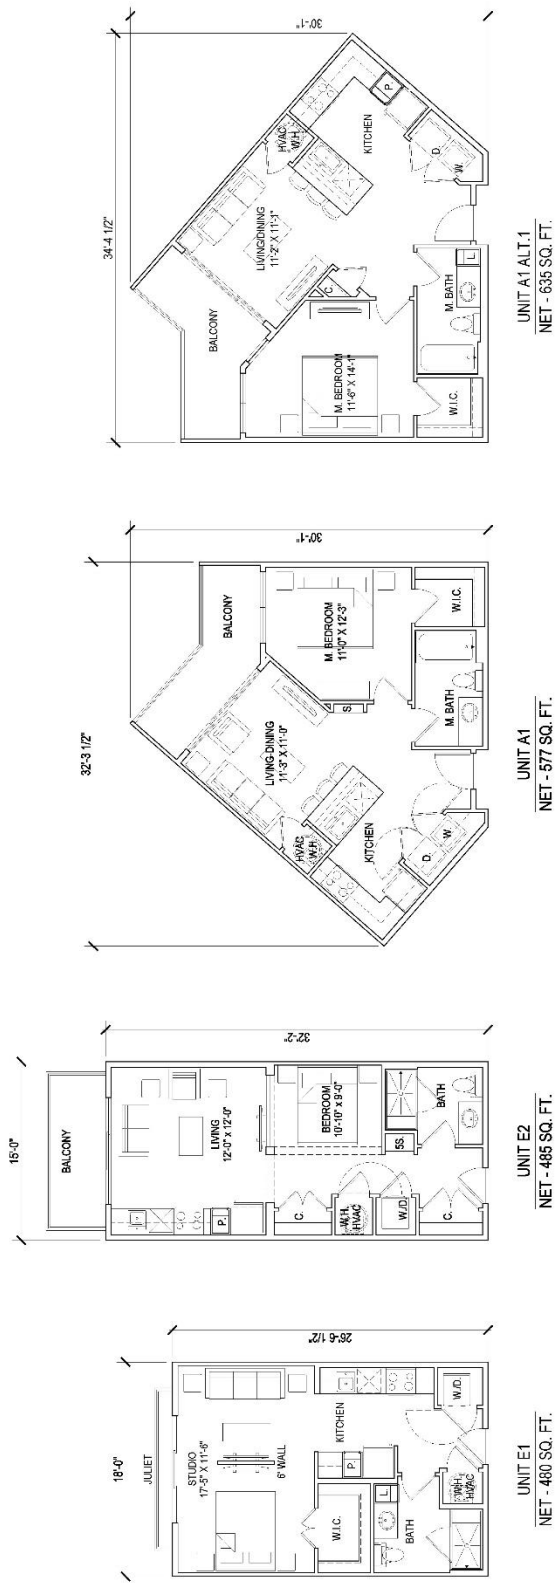 18'-0"
JULIET
STUDIO
17'-5" X 11'-6"
6" WALL
26'-6 1/2"
KITCHEN
P.
W.I.C.
L.
BATH
W.H.
HVAC
W./D.
UNIT E1
NET - 480 SQ. FT.
15'-0"
BALCONY
32'-2"
LIVING
12'-0" x 12'-0"
P.
BEDROOM
10'-10" x 9'-0"
C.
W.H.
HVAC
W./D.
5S.
C.
BATH
UNIT E2
NET - 485 SQ. FT.
32'-3 1/2"
30'-1"
BALCONY
LIVING/DINING
11'-3" X 11'-0"
HVAC
W.H.
M. BEDROOM
11'-0" X 12'-3"
S.
KITCHEN
D.
W.
M. BATH
W.I.C.
UNIT A1
NET - 577 SQ. FT.
34'-4 1/2"
30'-1"
BALCONY
LIVING/DINING
11'-2" X 11'-1"
HVAC
W.H.
M. BEDROOM
11'-6" X 14'-1"
C.
KITCHEN
P.
D.
W.
W.I.C.
M. BATH
L.
UNIT A1 ALT.1
NET - 635 SQ. FT.